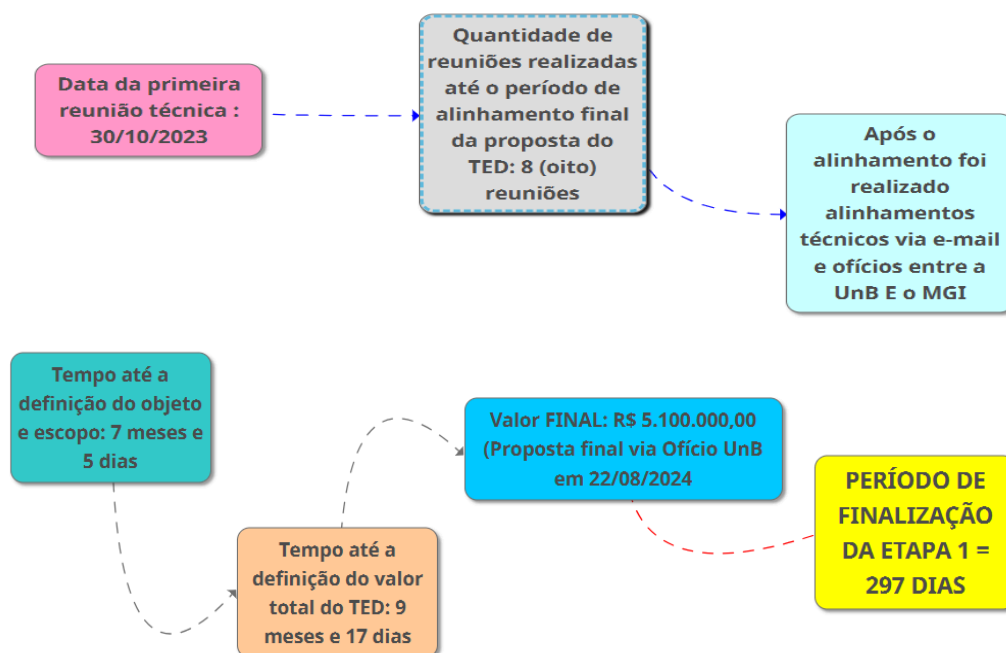 Data da primeira
reunião técnica :
30/10/2023
Quantidade de
reuniões realizadas
até o período de
alinhamento final
da proposta do
TED: 8 (oito)
reuniões
Após o
alinhamento foi
realizado
alinhamentos
técnicos via e-mail
e ofícios entre a
UnB E o MGI
Tempo até a
definição do objeto
e escopo: 7 meses e
5 dias
Tempo até a
definição do valor
total do TED: 9
meses e 17 dias
Valor FINAL: R$ 5.100.000,00
(Proposta final via Ofício UnB
em 22/08/2024
PERÍODO DE
FINALIZAÇÃO
DA ETAPA 1 =
297 DIAS